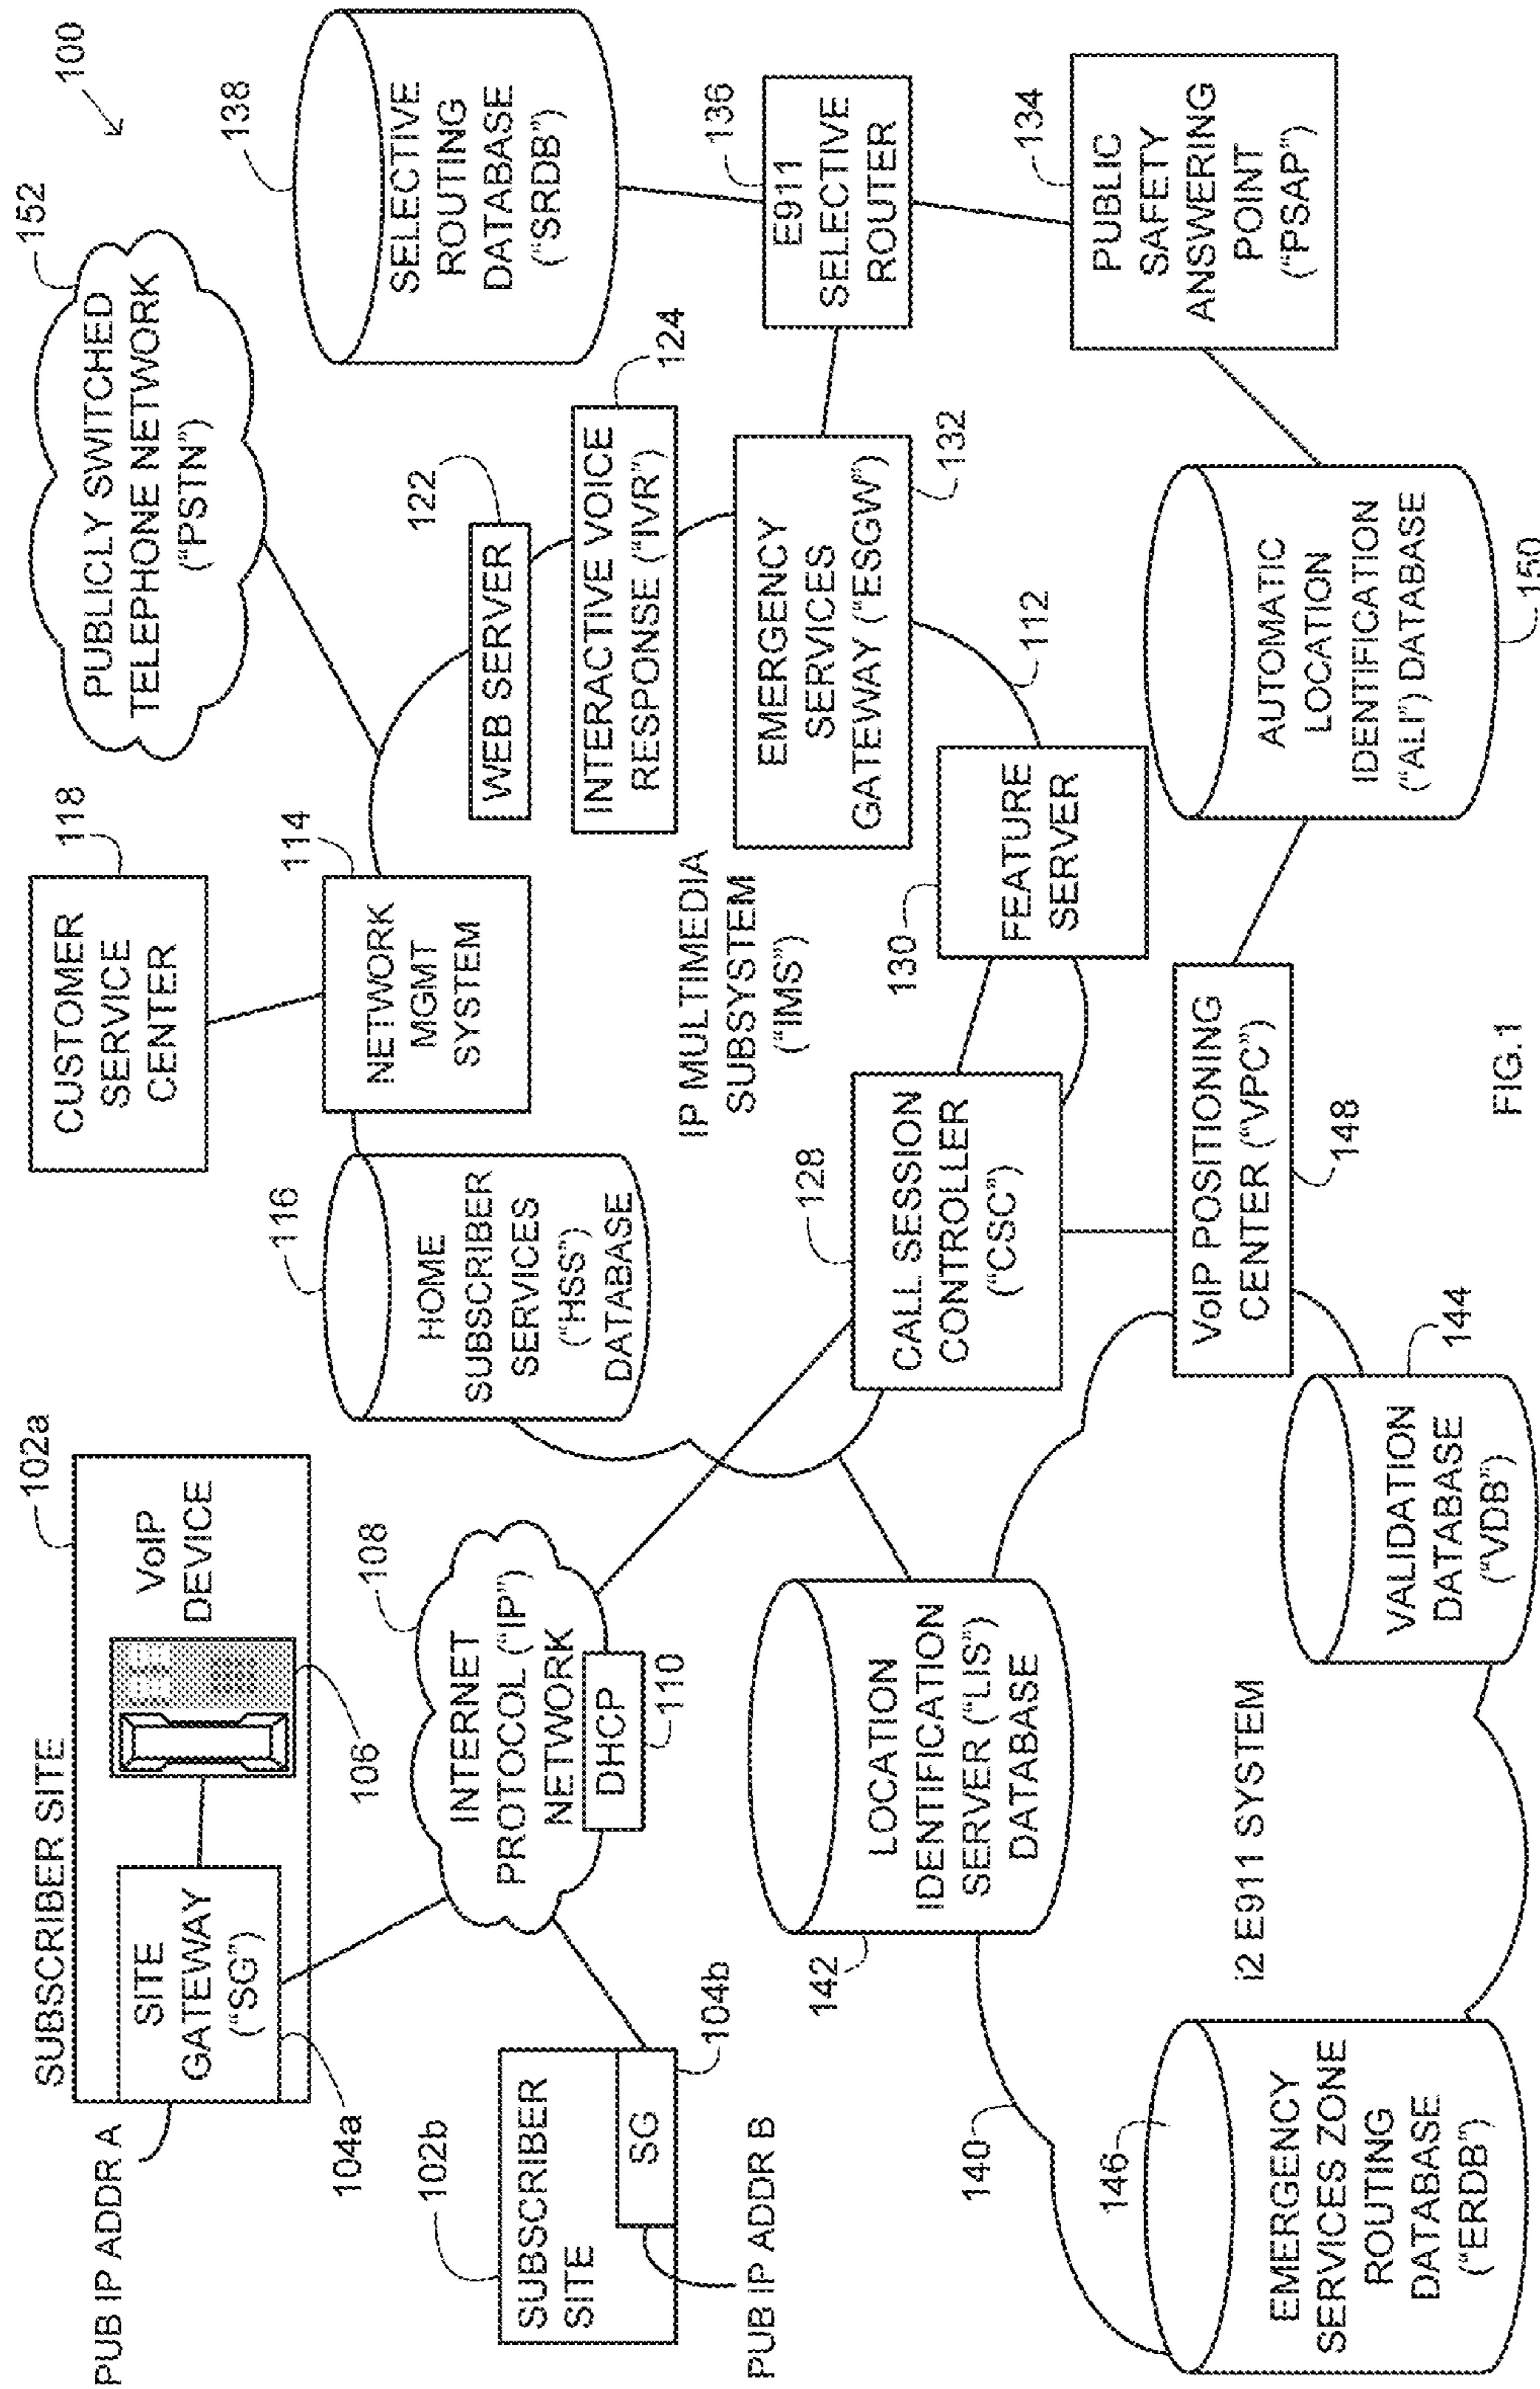 100
SUBSCRIBER SITE
102a
PUB IP ADDR A
SITE
GATEWAY
("SG")
104a
VoIP
DEVICE
106
CUSTOMER
SERVICE
CENTER
118
PUBLICLY SWITCHED
TELEPHONE NETWORK
("PSTN")
152
108
INTERNET
PROTOCOL ("IP")
NETWORK
DHCP
110
102b
SUBSCRIBER
SITE
SG
104b
PUB IP ADDR B
116
HOME
SUBSCRIBER
SERVICES
("HSS")
DATABASE
114
NETWORK
MGMT
SYSTEM
138
SELECTIVE
ROUTING
DATABASE
("SRDB")
122
WEB SERVER
INTERACTIVE VOICE
RESPONSE ("IVR")
124
IP MULTIMEDIA
SUBSYSTEM
("IMS")
EMERGENCY
SERVICES
GATEWAY ("ESGW")
132
136
E911
SELECTIVE
ROUTER
142
LOCATION
IDENTIFICATION
SERVER ("LIS")
DATABASE
128
CALL SESSION
CONTROLLER
("CSC")
130
FEATURE
SERVER
112
134
PUBLIC
SAFETY
ANSWERING
POINT
("PSAP")
140
146
EMERGENCY
SERVICES ZONE
ROUTING
DATABASE
("ERDB")
i2 E911 SYSTEM
144
VALIDATION
DATABASE
("VDB")
VoIP POSITIONING
CENTER ("VPC")
148
AUTOMATIC
LOCATION
IDENTIFICATION
("ALI") DATABASE
150
FIG.1